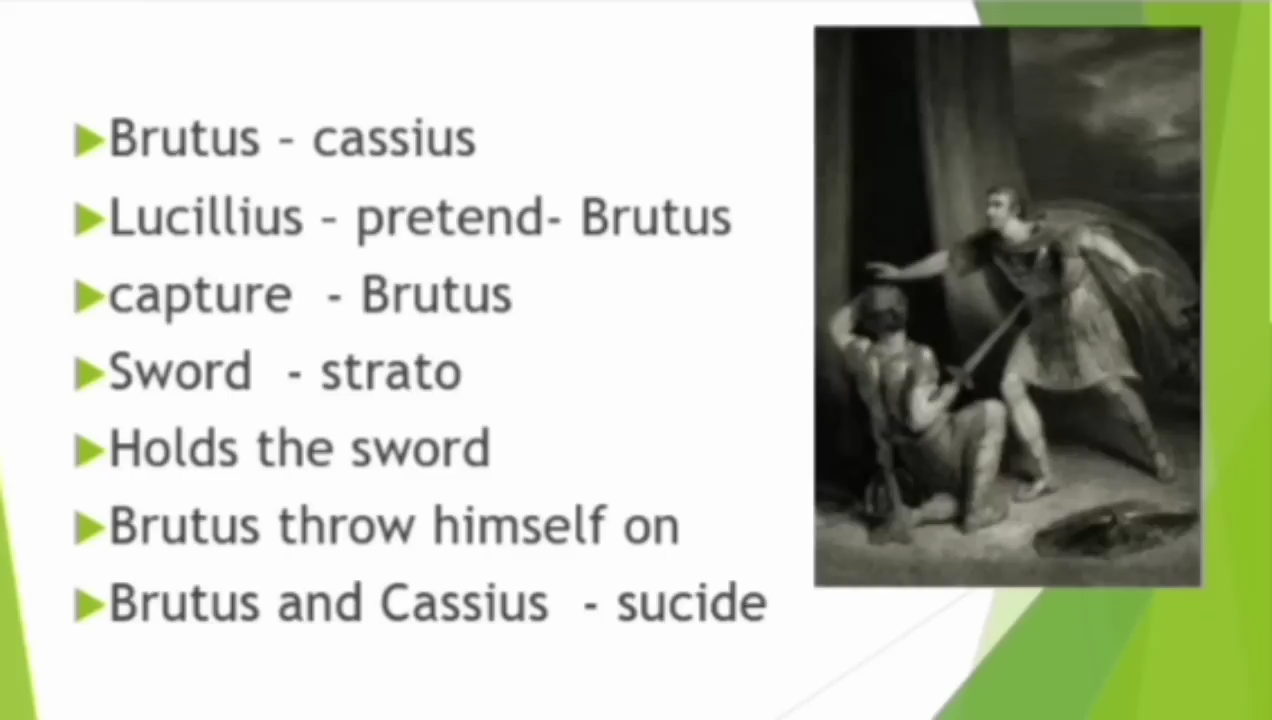 Brutus - cassius
Lucillius - pretend- Brutus
capture - Brutus
Sword - strato
Holds the sword
Brutus throw himself on
Brutus and Cassius - sucide